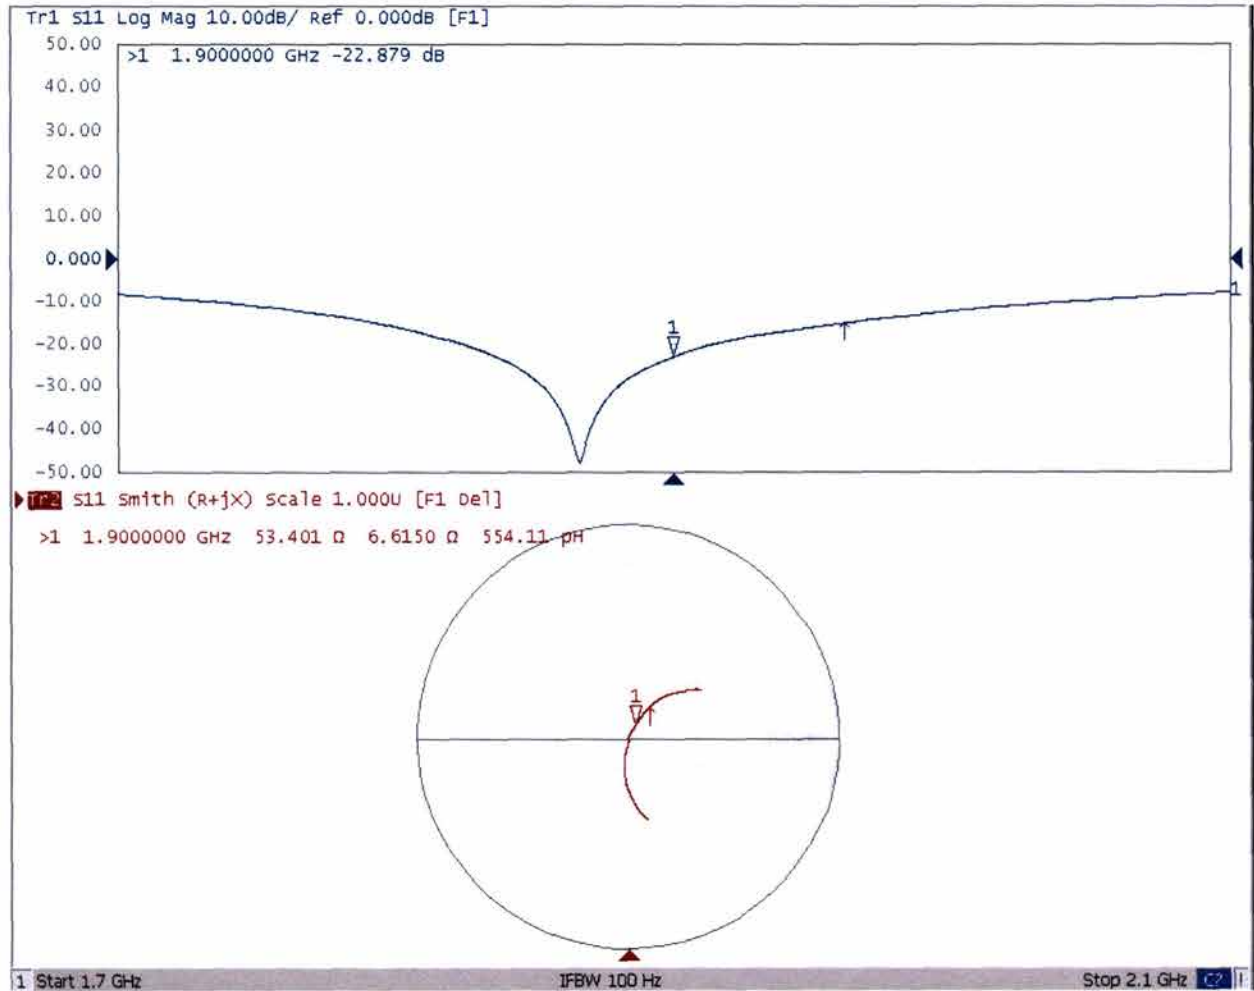 Tr1 S11 Log Mag 10.00dB/ Ref 0.000dB [F1]
50.00
>1 1.9000000 GHz -22.879 dB
40.00
30.00
20.00
10.00
0.000
-10.00
1
1
-20.00
-30.00
-40.00
-50.00
Tr2 S11 Smith (R+jX) Scale 1.000U [F1 Del]
>1 1.9000000 GHz 53.401 Ω 6.6150 Ω 554.11 pH
1
1 Start 1.7 GHz IFBW 100 Hz Stop 2.1 GHz C?